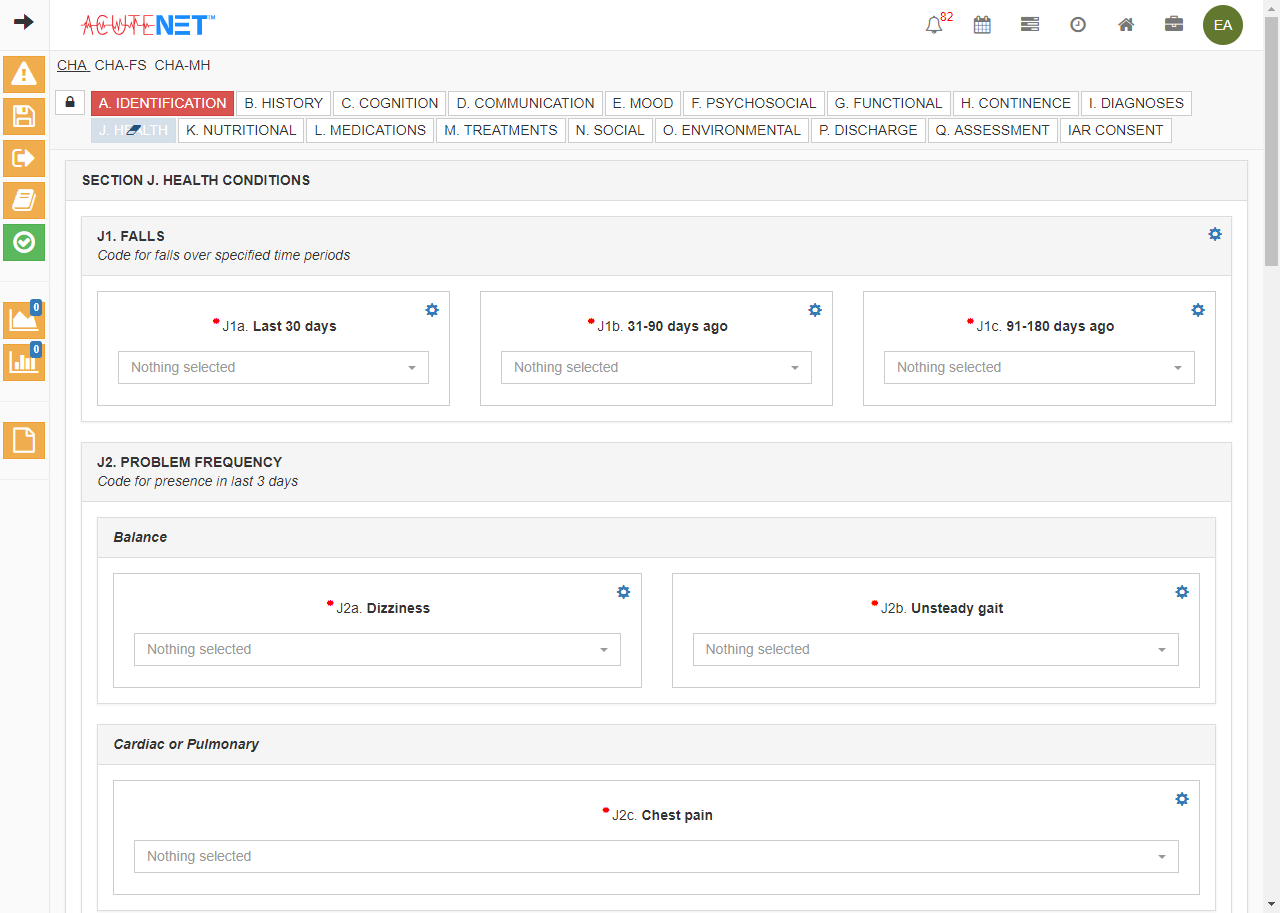 ACUTENET™
82
EA
CHA CHA-FS CHA-MH
A. IDENTIFICATION B. HISTORY C. COGNITION D. COMMUNICATION E. MOOD F. PSYCHOSOCIAL G. FUNCTIONAL H. CONTINENCE I. DIAGNOSES
J. HEALTH K. NUTRITIONAL L. MEDICATIONS M. TREATMENTS N. SOCIAL O. ENVIRONMENTAL P. DISCHARGE Q. ASSESSMENT IAR CONSENT
SECTION J. HEALTH CONDITIONS
J1. FALLS
Code for falls over specified time periods
0
0
J1a. Last 30 days J1b. 31-90 days ago J1c. 91-180 days ago
Nothing selected Nothing selected Nothing selected
J2. PROBLEM FREQUENCY
Code for presence in last 3 days
Balance
J2a. Dizziness J2b. Unsteady gait
Nothing selected Nothing selected
Cardiac or Pulmonary
J2c. Chest pain
Nothing selected